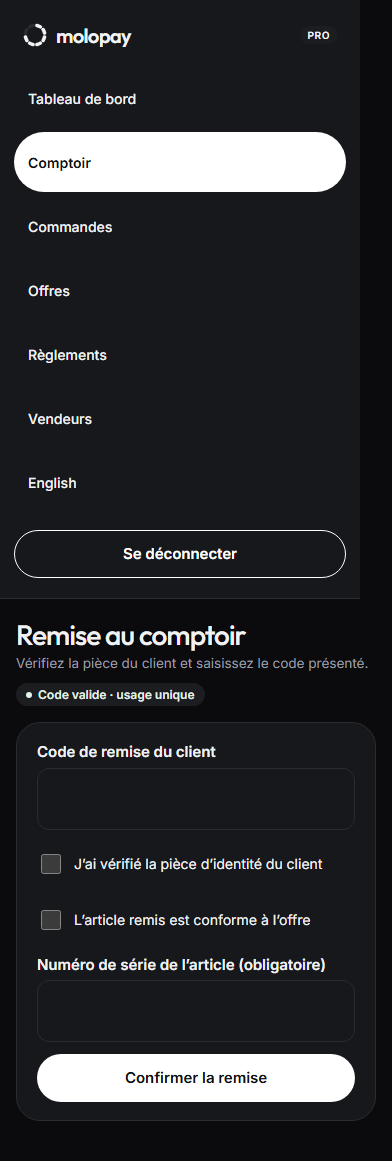 molopay
PRO
Tableau de bord
Comptoir
Commandes
Offres
Règlements
Vendeurs
English
Se déconnecter
Remise au comptoir
Vérifiez la pièce du client et saisissez le code présenté.
Code valide · usage unique
Code de remise du client
J’ai vérifié la pièce d’identité du client
L’article remis est conforme à l’offre
Numéro de série de l’article (obligatoire)
Confirmer la remise